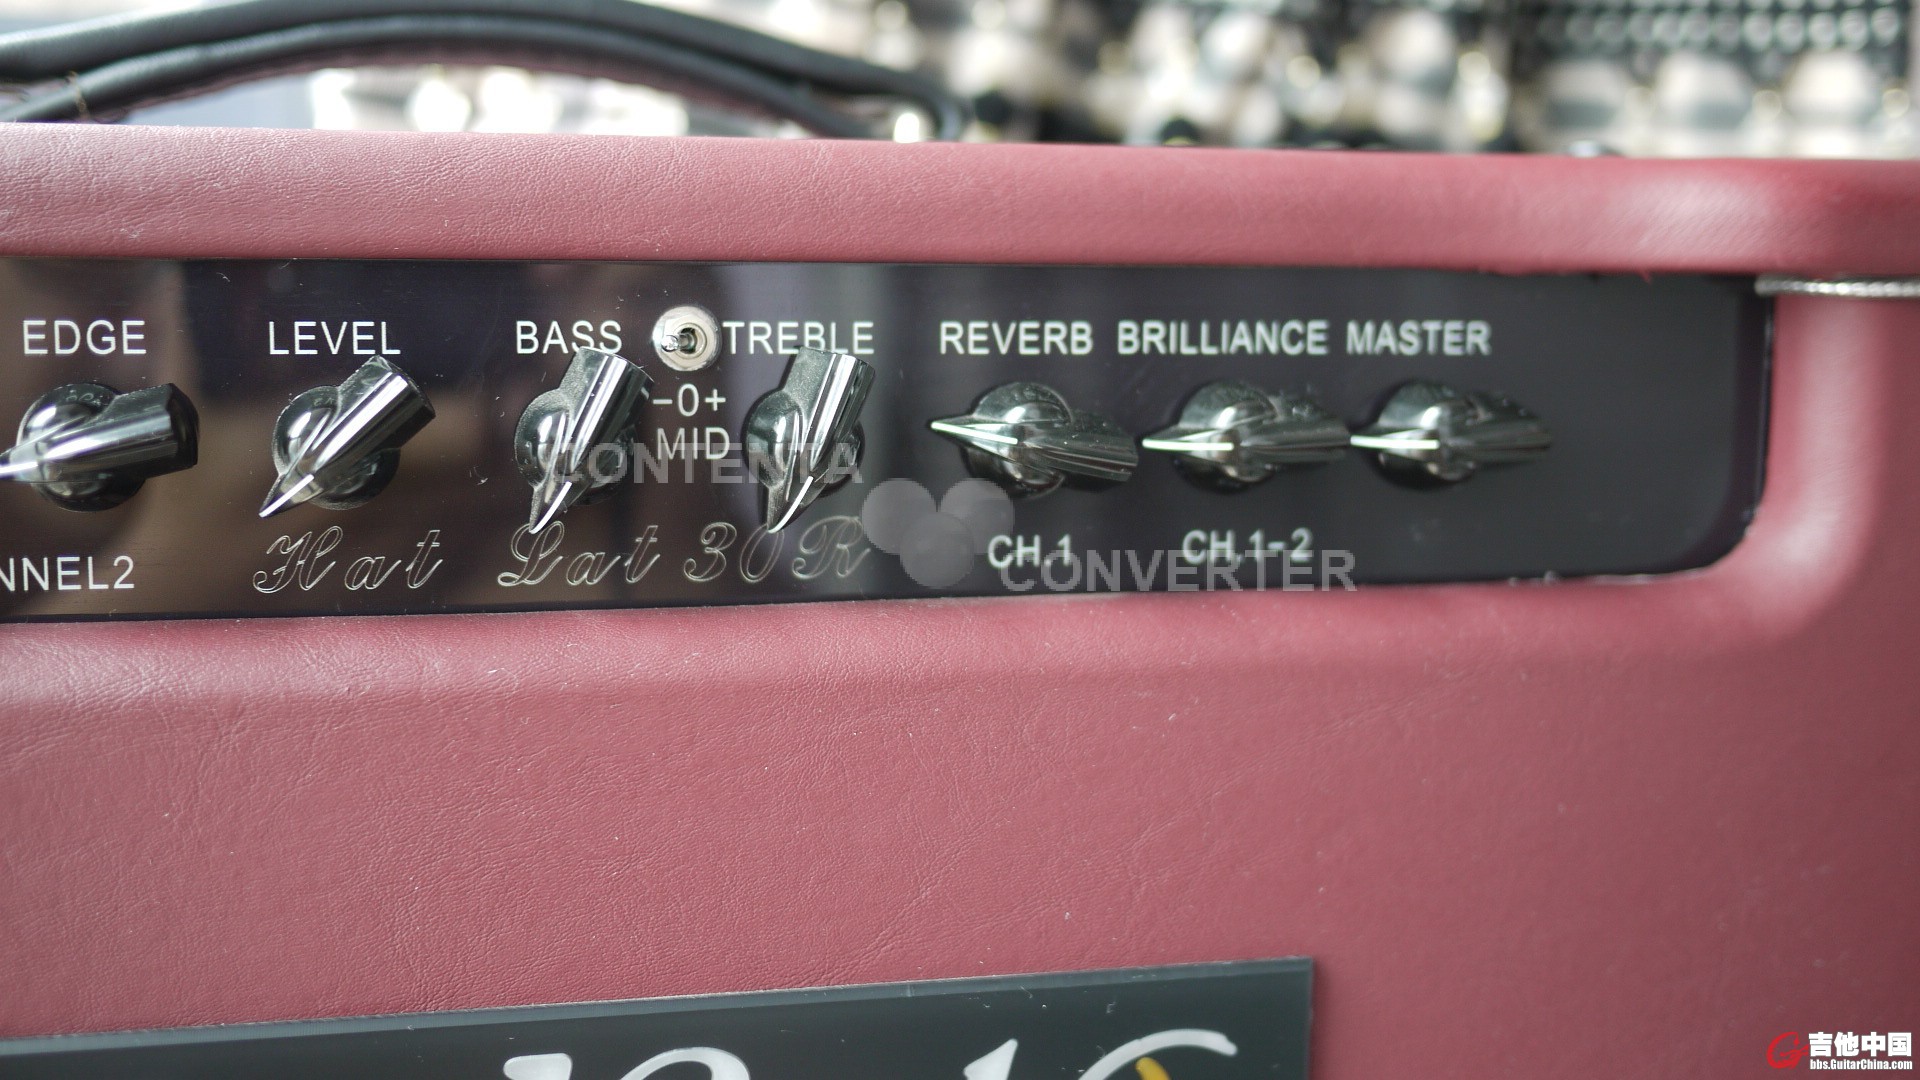 EDGE LEVEL BASS TREBLE REVERB BRILLIANCE MASTER
-0+
MID
KONTENTA
CONVERTER
NNEL2 Hat Lat 30R CH.1 CH.1-2
吉他中国
bbs.GuitarChina.com